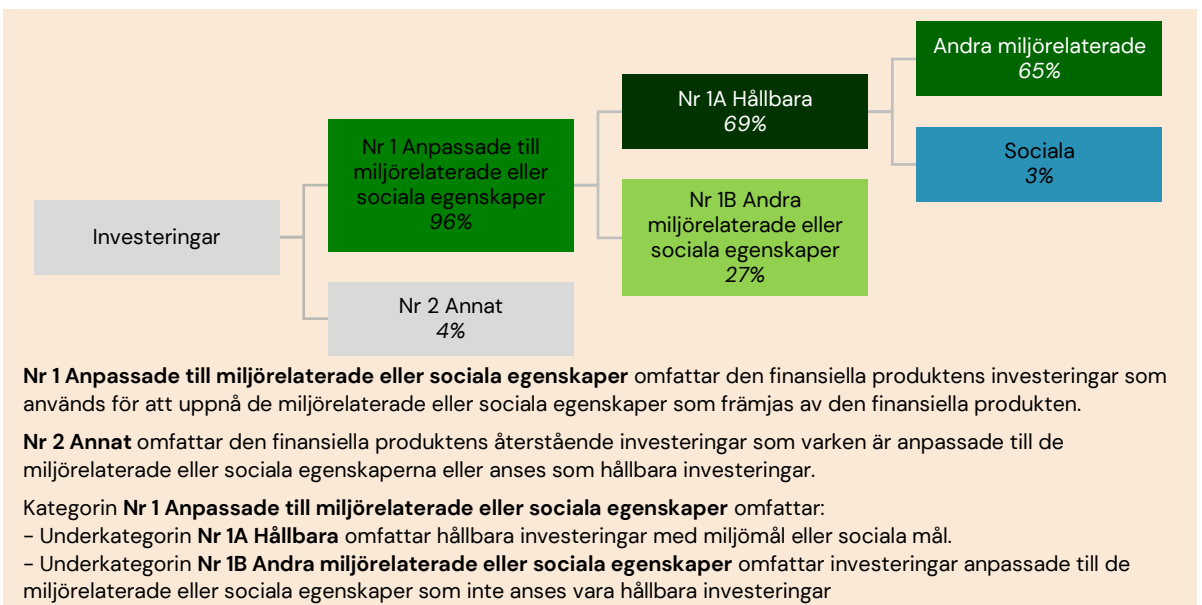 Andra miljörelaterade
65%
Nr 1A Hållbara
69%
Nr 1 Anpassade till
miljörelaterade eller
sociala egenskaper
96%
Sociala
3%
Nr 1B Andra
miljörelaterade eller
sociala egenskaper
27%
Investeringar
Nr 2 Annat
4%
Nr 1 Anpassade till miljörelaterade eller sociala egenskaper omfattar den finansiella produktens investeringar som
används för att uppnå de miljörelaterade eller sociala egenskaper som främjas av den finansiella produkten.
Nr 2 Annat omfattar den finansiella produktens återstående investeringar som varken är anpassade till de
miljörelaterade eller sociala egenskaperna eller anses som hållbara investeringar.
Kategorin Nr 1 Anpassade till miljörelaterade eller sociala egenskaper omfattar:
– Underkategorin Nr 1A Hållbara omfattar hållbara investeringar med miljömål eller sociala mål.
– Underkategorin Nr 1B Andra miljörelaterade eller sociala egenskaper omfattar investeringar anpassade till de
miljörelaterade eller sociala egenskaper som inte anses vara hållbara investeringar